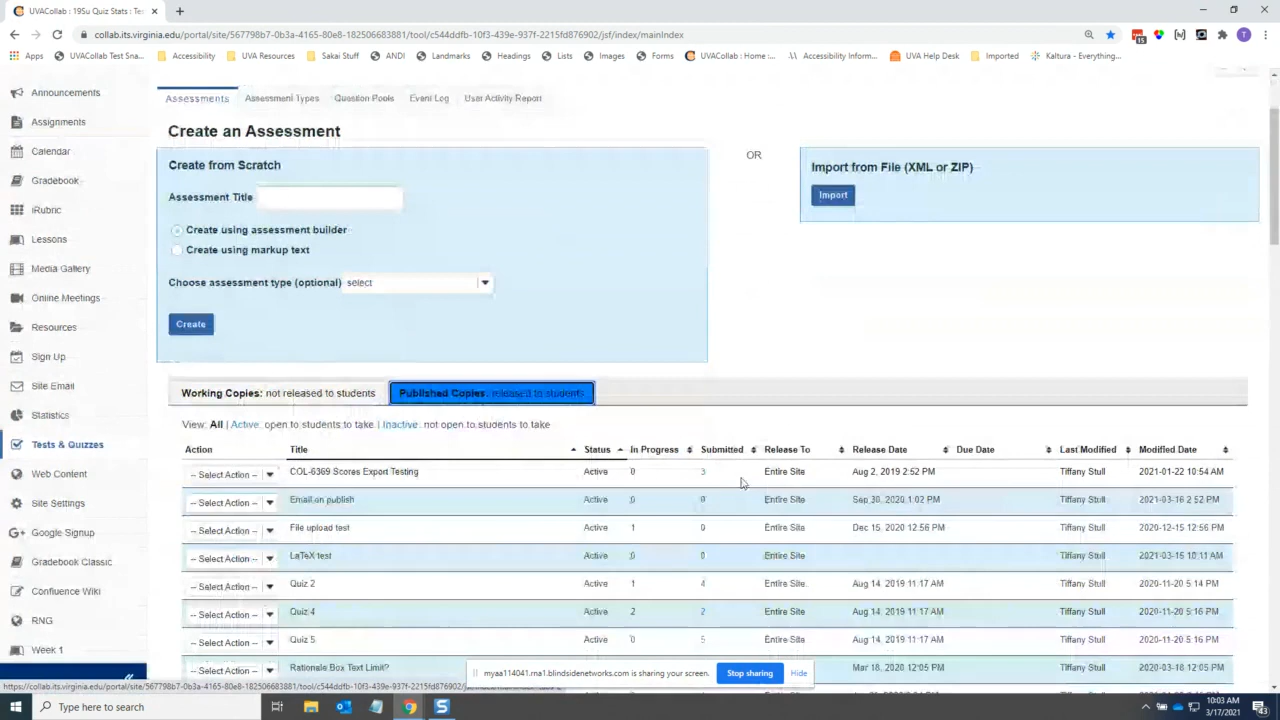 UVACollab : 19Su Quiz Stats : Te
collab.its.virginia.edu/portal/site/567798b7-0b3a-4165-80e8-182506683881/tool/c544ddfb-10f3-439e-937f-2215fd876902/jsf/index/mainIndex
15
T
Apps UVACollab Test Sna... Accessibility UVA Resources Sakai Stuff ANDI Landmarks Headings Lists Images Forms UVACollab : Home :... Accessibility Inform... UVA Help Desk Imported Kaltura - Everything...
Announcements
Assignments
Calendar
Gradebook
iRubric
Lessons
Media Gallery
Online Meetings
Resources
Sign Up
Site Email
Statistics
Tests & Quizzes
Web Content
Site Settings
Google Signup
Gradebook Classic
Confluence Wiki
RNG
Week 1
Assessments Assessment Types Question Pools Event Log User Activity Report
Create an Assessment
Create from Scratch
Assessment Title
Create using assessment builder
Create using markup text
Choose assessment type (optional) select
Create
OR
Import from File (XML or ZIP)
Import
Working Copies: not released to students Published Copies: released to students
View: All | Active: open to students to take | Inactive: not open to students to take
Action Title Status In Progress Submitted Release To Release Date Due Date Last Modified Modified Date
-- Select Action -- COL-6369 Scores Export Testing Active 0 3 Entire Site Aug 2, 2019 2:52 PM Tiffany Stull 2021-01-22 10:54 AM
-- Select Action -- Email on publish Active 0 0 Entire Site Sep 30, 2020 1:02 PM Tiffany Stull 2021-03-16 2:52 PM
-- Select Action -- File upload test Active 1 0 Entire Site Dec 15, 2020 12:56 PM Tiffany Stull 2020-12-15 12:56 PM
-- Select Action -- LaTeX test Active 0 0 Entire Site Tiffany Stull 2021-03-15 10:11 AM
-- Select Action -- Quiz 2 Active 1 4 Entire Site Aug 14, 2019 11:17 AM Tiffany Stull 2020-11-20 5:14 PM
-- Select Action -- Quiz 4 Active 2 2 Entire Site Aug 14, 2019 11:17 AM Tiffany Stull 2020-11-20 5:16 PM
-- Select Action -- Quiz 5 Active 0 5 Entire Site Aug 14, 2019 11:17 AM Tiffany Stull 2020-11-20 5:16 PM
-- Select Action -- Rationale Box Text Limit? Mar 18, 2020 12:05 PM Tiffany Stull 2020-03-18 12:05 PM
myaa114041.rna1.blindsidenetworks.com is sharing your screen. Stop sharing Hide
Type here to search
10:03 AM
3/17/2021
43